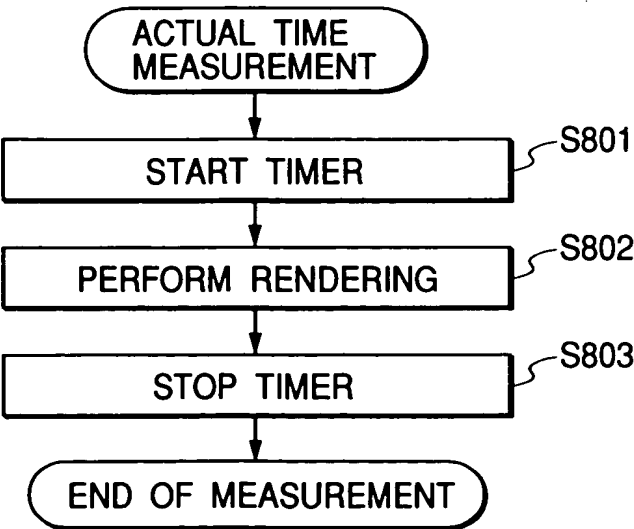 ACTUAL TIME
MEASUREMENT
START TIMER
S801
PERFORM RENDERING
S802
STOP TIMER
S803
END OF MEASUREMENT